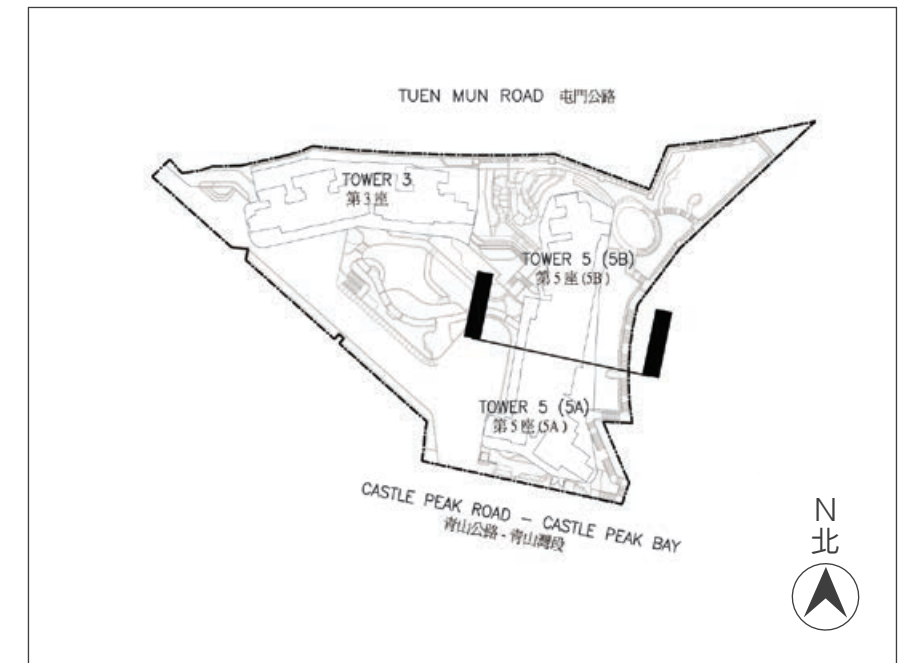 TUEN MUN ROAD 屯門公路
TOWER 3
第3座
TOWER 5 (5B)
第5座(5B)
TOWER 5 (5A)
第5座(5A)
CASTLE PEAK ROAD – CASTLE PEAK BAY
青山公路 - 青山灣段
N
北